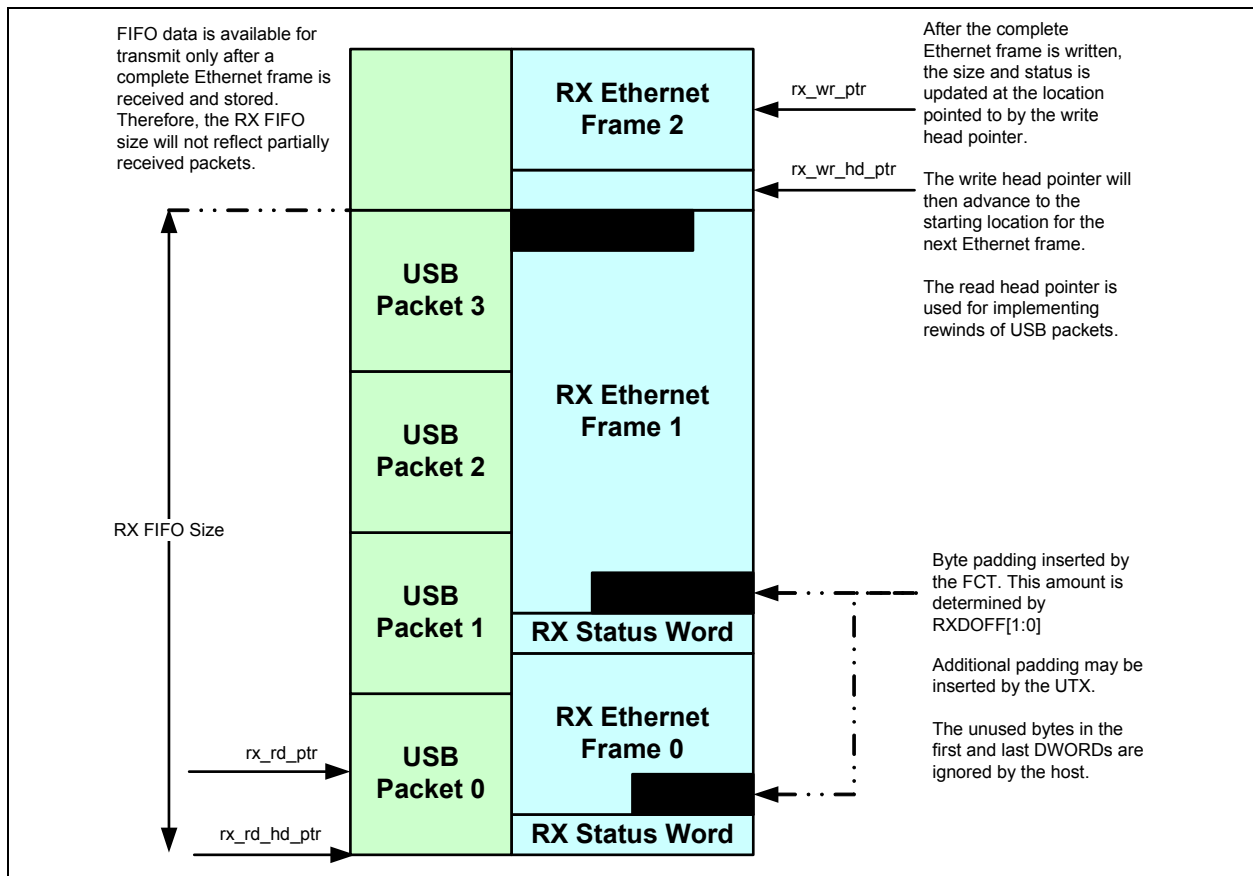 FIFO data is available for
transmit only after a
complete Ethernet frame is
received and stored.
Therefore, the RX FIFO
size will not reflect partially
received packets.
RX Ethernet
Frame 2
rx_wr_ptr
After the complete
Ethernet frame is written,
the size and status is
updated at the location
pointed to by the write
head pointer.
rx_wr_hd_ptr
The write head pointer will
then advance to the
starting location for the
next Ethernet frame.
The read head pointer is
used for implementing
rewinds of USB packets.
USB
Packet 3
RX Ethernet
Frame 1
USB
Packet 2
RX FIFO Size
USB
Packet 1
RX Status Word
Byte padding inserted by
the FCT. This amount is
determined by
RXDOFF[1:0]
Additional padding may be
inserted by the UTX.
The unused bytes in the
first and last DWORDs are
ignored by the host.
RX Ethernet
Frame 0
rx_rd_ptr
USB
Packet 0
rx_rd_hd_ptr
RX Status Word